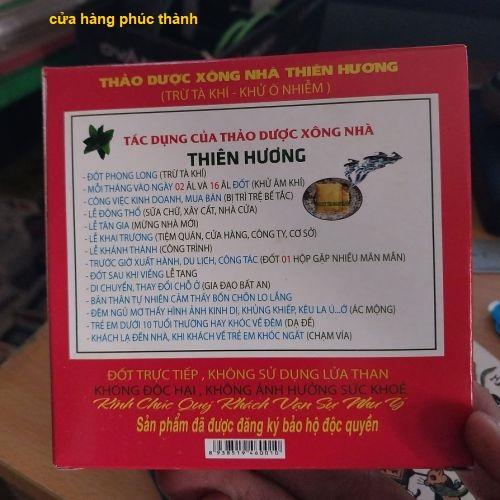 cửa hàng phúc thành
THẢO DƯỢC XÔNG NHÀ THIÊN HƯƠNG
(TRỪ TÀ KHÍ - KHỬ Ô NHIỄM )
TÁC DỤNG CỦA THẢO DƯỢC XÔNG NHÀ
THIÊN HƯƠNG
- ĐỐT PHONG LONG (TRỪ TÀ KHÍ)
- MỖI THÁNG VÀO NGÀY 02 ÂL VÀ 16 ÂL ĐỐT (KHỬ ÂM KHÍ)
- CÔNG VIỆC KINH DOANH, MUA BÁN (BỊ TRÌ TRỆ BẾ TẮC)
- LỄ ĐỘNG THỔ (SỬA CHỮ, XÂY CẤT, NHÀ CỬA)
- LỄ TÂN GIA (MỪNG NHÀ MỚI)
- LỄ KHAI TRƯƠNG (TIỆM QUÁN, CỬA HÀNG, CÔNG TY, CƠ SỞ)
- LỄ KHÁNH THÀNH (CÔNG TRÌNH)
- TRƯỚC GIỜ XUẤT HÀNH, DU LỊCH, CÔNG TÁC (ĐỐT 01 HỘP GẶP NHIỀU MĂN MẮN)
- ĐỐT SAU KHI VIẾNG LỄ TANG
- DI CHUYỂN, THAY ĐỔI CHỖ Ở (GIA ĐẠO BẤT AN)
- BẢN THÂN TỰ NHIÊN CẢM THẤY BỒN CHỒN LO LẮNG
- ĐÊM NGỦ MƠ THẤY HÌNH ẢNH KINH DỊ, KHỦNG KHIẾP, KÊU LA Ú...Ớ (ÁC MỘNG)
- TRẺ EM DƯỚI 10 TUỔI THƯỜNG HAY KHÓC VỀ ĐÊM (DẠ ĐỀ)
- KHÁCH LẠ ĐẾN NHÀ, KHI KHÁCH VỀ TRẺ EM KHÓC NGẤT (CHẠM VÍA)
ĐỐT TRỰC TIẾP , KHÔNG SỬ DỤNG LỬA THAN
KHÔNG ĐỘC HẠI , KHÔNG ẢNH HƯỞNG SỨC KHOẺ
Kính Chúc Quý Khách Vạn Sự Như Ý
Sản phẩm đã được đăng ký bảo hộ độc quyền
8 938519 460010